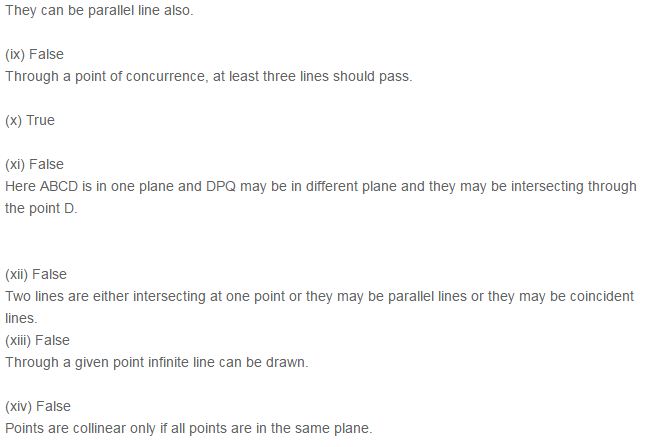 They can be parallel line also.
(ix) False
Through a point of concurrence, at least three lines should pass.
(x) True
(xi) False
Here ABCD is in one plane and DPQ may be in different plane and they may be intersecting through
the point D.
(xii) False
Two lines are either intersecting at one point or they may be parallel lines or they may be coincident
lines.
(xiii) False
Through a given point infinite line can be drawn.
(xiv) False
Points are collinear only if all points are in the same plane.